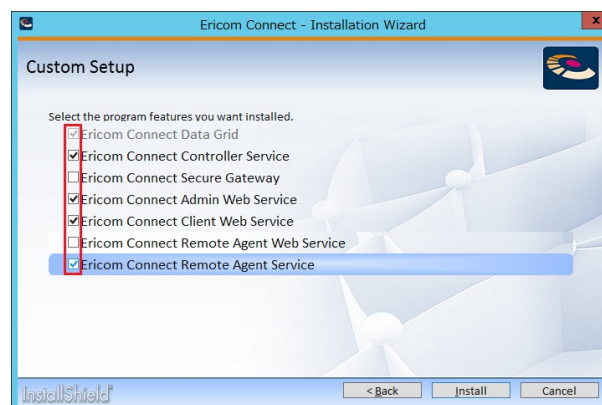 Ericom Connect - Installation Wizard
x
Custom Setup
Select the program features you want installed.
Ericom Connect Data Grid
Ericom Connect Controller Service
Ericom Connect Secure Gateway
Ericom Connect Admin Web Service
Ericom Connect Client Web Service
Ericom Connect Remote Agent Web Service
Ericom Connect Remote Agent Service
InstallShield
< Back
Install
Cancel